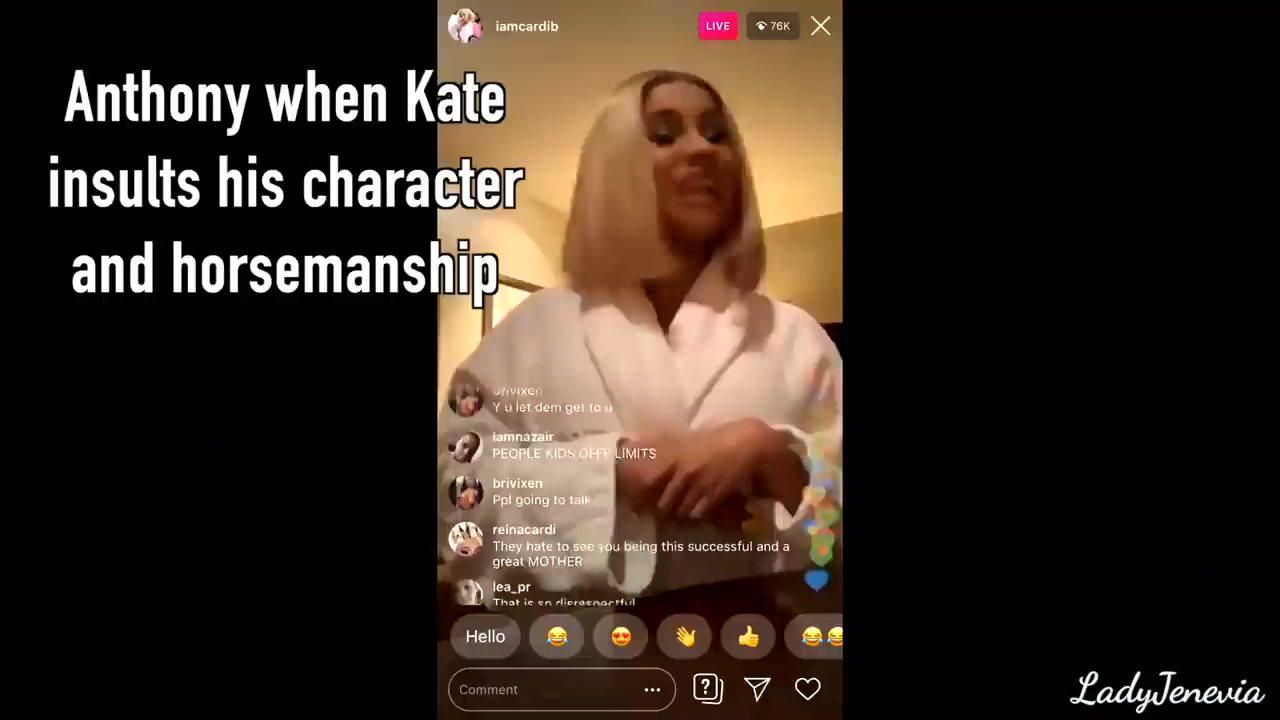 iamcardib
LIVE
76K
Anthony when Kate
insults his character
and horsemanship
brivixen
Y u let dem get to u
iamnazair
PEOPLE KIDS OFF LIMITS
brivixen
Ppl going to talk
reinacardi
They hate to see you being this successful and a
great MOTHER
lea_pr
That is so disrespectful
Hello
Comment
LadyJenevia